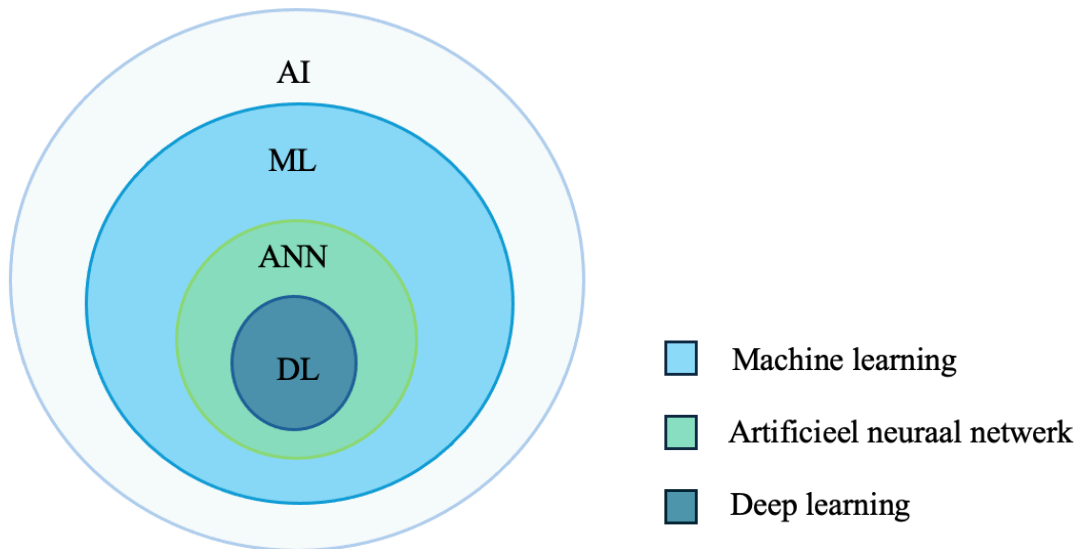 AI
ML
ANN
DL
Machine learning
Artificieel neuraal netwerk
Deep learning